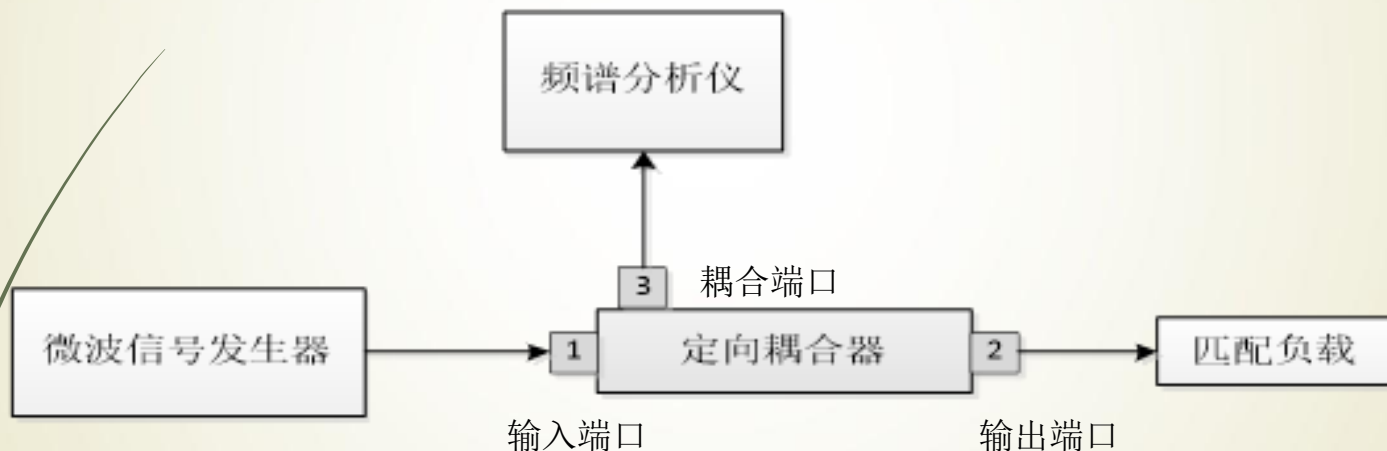 频谱分析仪
3
耦合端口
微波信号发生器
1
定向耦合器
2
匹配负载
输入端口
输出端口